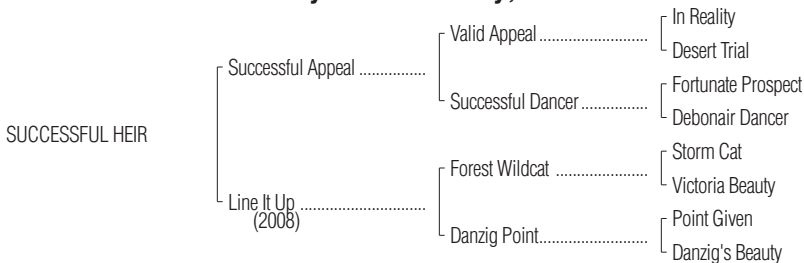 SUCCESSFUL HEIR
Successful Appeal ................
Line It Up ................................
(2008)
Valid Appeal ...........................
Successful Dancer .................
Forest Wildcat .......................
Danzig Point...........................
In Reality
Desert Trial
Fortunate Prospect
Debonair Dancer
Storm Cat
Victoria Beauty
Point Given
Danzig's Beauty